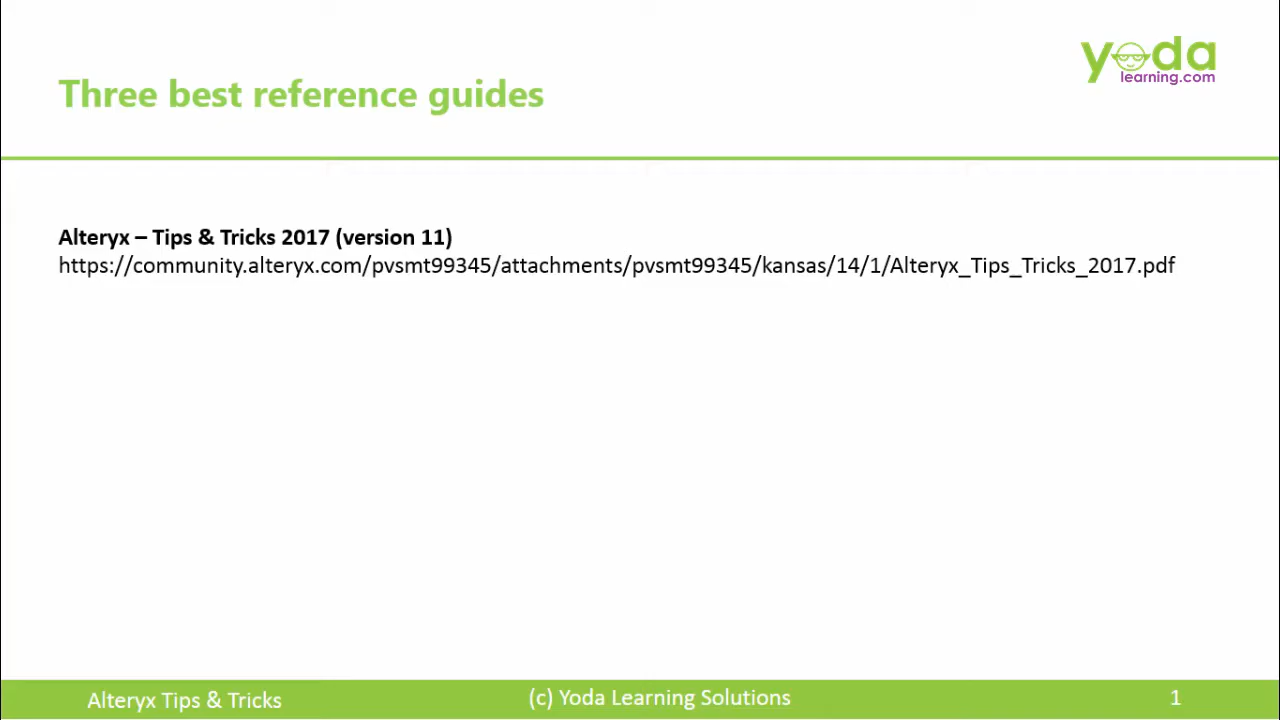 yoda
learning.com
Three best reference guides
Alteryx – Tips & Tricks 2017 (version 11)
https://community.alteryx.com/pvsmt99345/attachments/pvsmt99345/kansas/14/1/Alteryx_Tips_Tricks_2017.pdf
Alteryx Tips & Tricks
(c) Yoda Learning Solutions
1